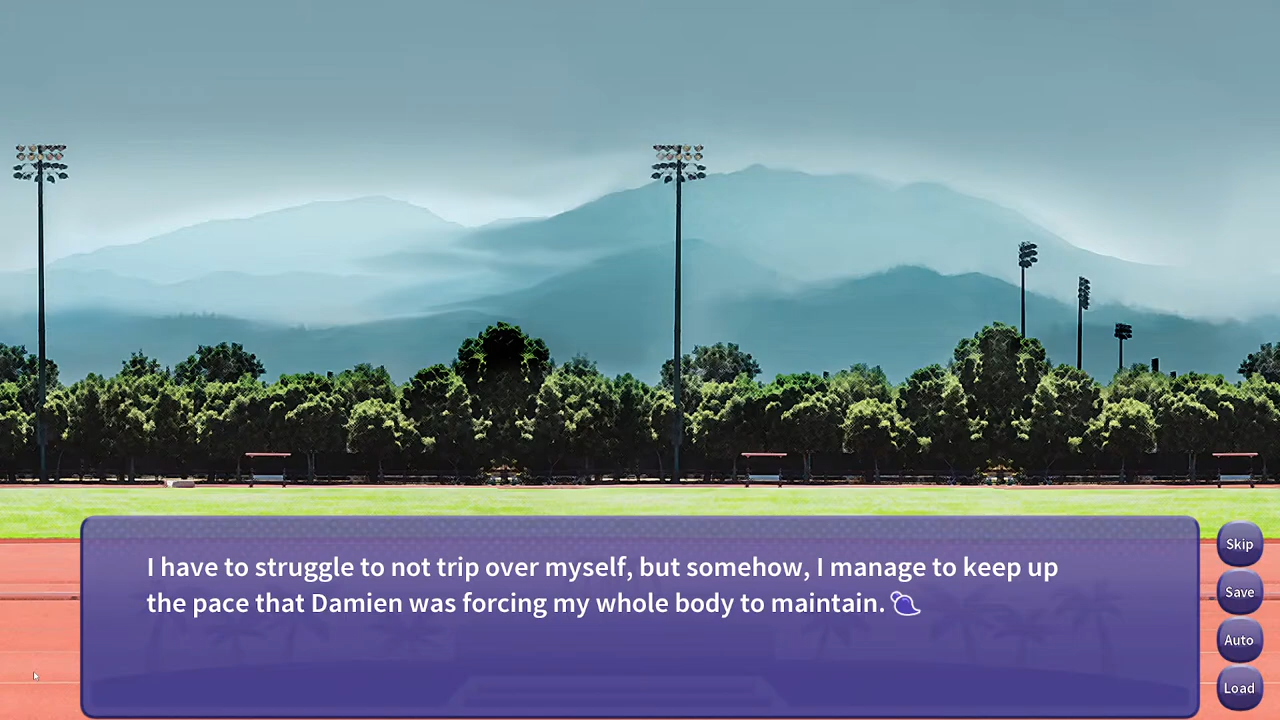 I have to struggle to not trip over myself, but somehow, I manage to keep up
the pace that Damien was forcing my whole body to maintain.
Skip
Save
Auto
Load